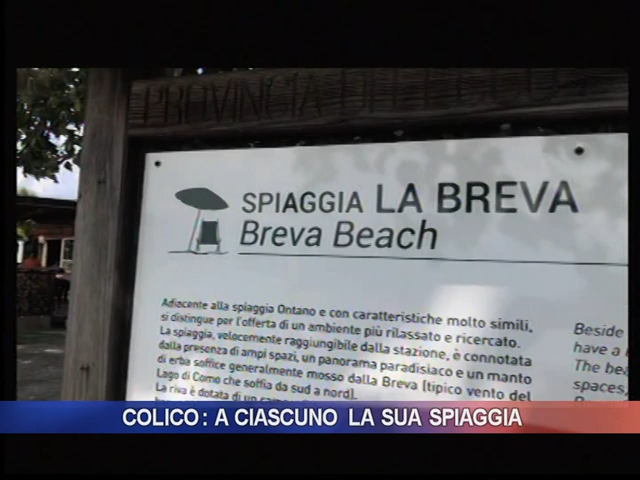 PROVINCIA DI LECCO
SPIAGGIA LA BREVA
Breva Beach
Adiacente alla spiaggia Ontano e con caratteristiche molto simili,
si distingue per l'offerta di un ambiente più rilassato e ricercato.
La spiaggia, velocemente raggiungibile dalla stazione, è connotata
dalla presenza di ampi spazi, un panorama paradisiaco e un manto
di erba soffice generalmente mosso dalla Breva (tipico vento del
Lago di Como che soffia da sud a nord).
La riva è dotata di un
Beside
have a
The bea
spaces,
COLICO: A CIASCUNO LA SUA SPIAGGIA